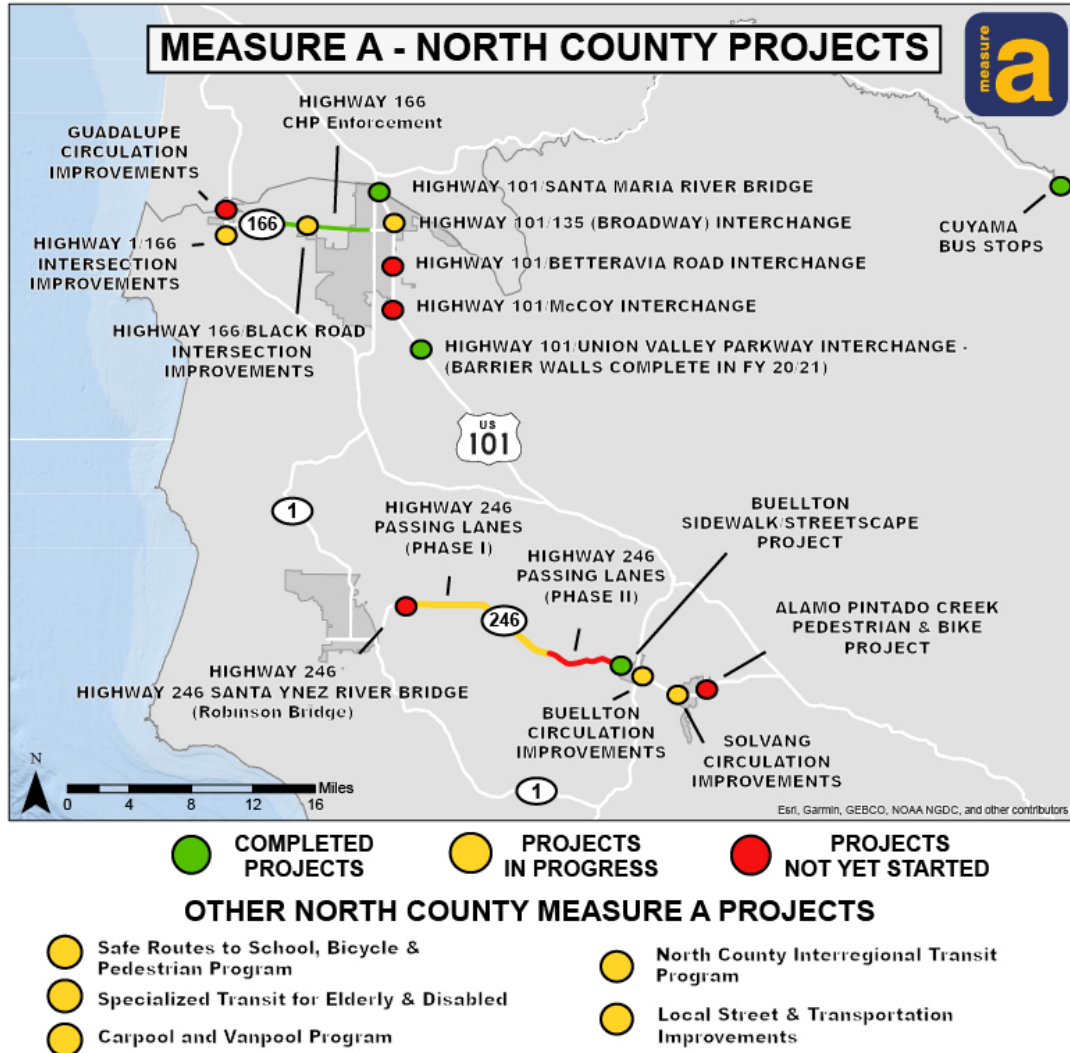 MEASURE A - NORTH COUNTY PROJECTS
measure
a
HIGHWAY 166
CHP Enforcement
GUADALUPE
CIRCULATION
IMPROVEMENTS
HIGHWAY 101/SANTA MARIA RIVER BRIDGE
166
HIGHWAY 101/135 (BROADWAY) INTERCHANGE
CUYAMA
BUS STOPS
HIGHWAY 1/166
INTERSECTION
IMPROVEMENTS
HIGHWAY 101/BETTERAVIA ROAD INTERCHANGE
HIGHWAY 101/McCOY INTERCHANGE
HIGHWAY 166/BLACK ROAD
INTERSECTION
IMPROVEMENTS
HIGHWAY 101/UNION VALLEY PARKWAY INTERCHANGE -
(BARRIER WALLS COMPLETE IN FY 20/21)
US
101
1
HIGHWAY 246
PASSING LANES
(PHASE I)
BUELLTON
SIDEWALK/STREETSCAPE
PROJECT
HIGHWAY 246
PASSING LANES
(PHASE II)
246
ALAMO PINTADO CREEK
PEDESTRIAN & BIKE
PROJECT
HIGHWAY 246
HIGHWAY 246 SANTA YNEZ RIVER BRIDGE
(Robinson Bridge)
BUELLTON
CIRCULATION
IMPROVEMENTS
SOLVANG
CIRCULATION
IMPROVEMENTS
N
Miles
0 4 8 12 16
1
Esri, Garmin, GEBCO, NOAA NGDC, and other contributors
COMPLETED
PROJECTS
PROJECTS
IN PROGRESS
PROJECTS
NOT YET STARTED
OTHER NORTH COUNTY MEASURE A PROJECTS
Safe Routes to School, Bicycle &
Pedestrian Program
Specialized Transit for Elderly & Disabled
Carpool and Vanpool Program
North County Interregional Transit
Program
Local Street & Transportation
Improvements